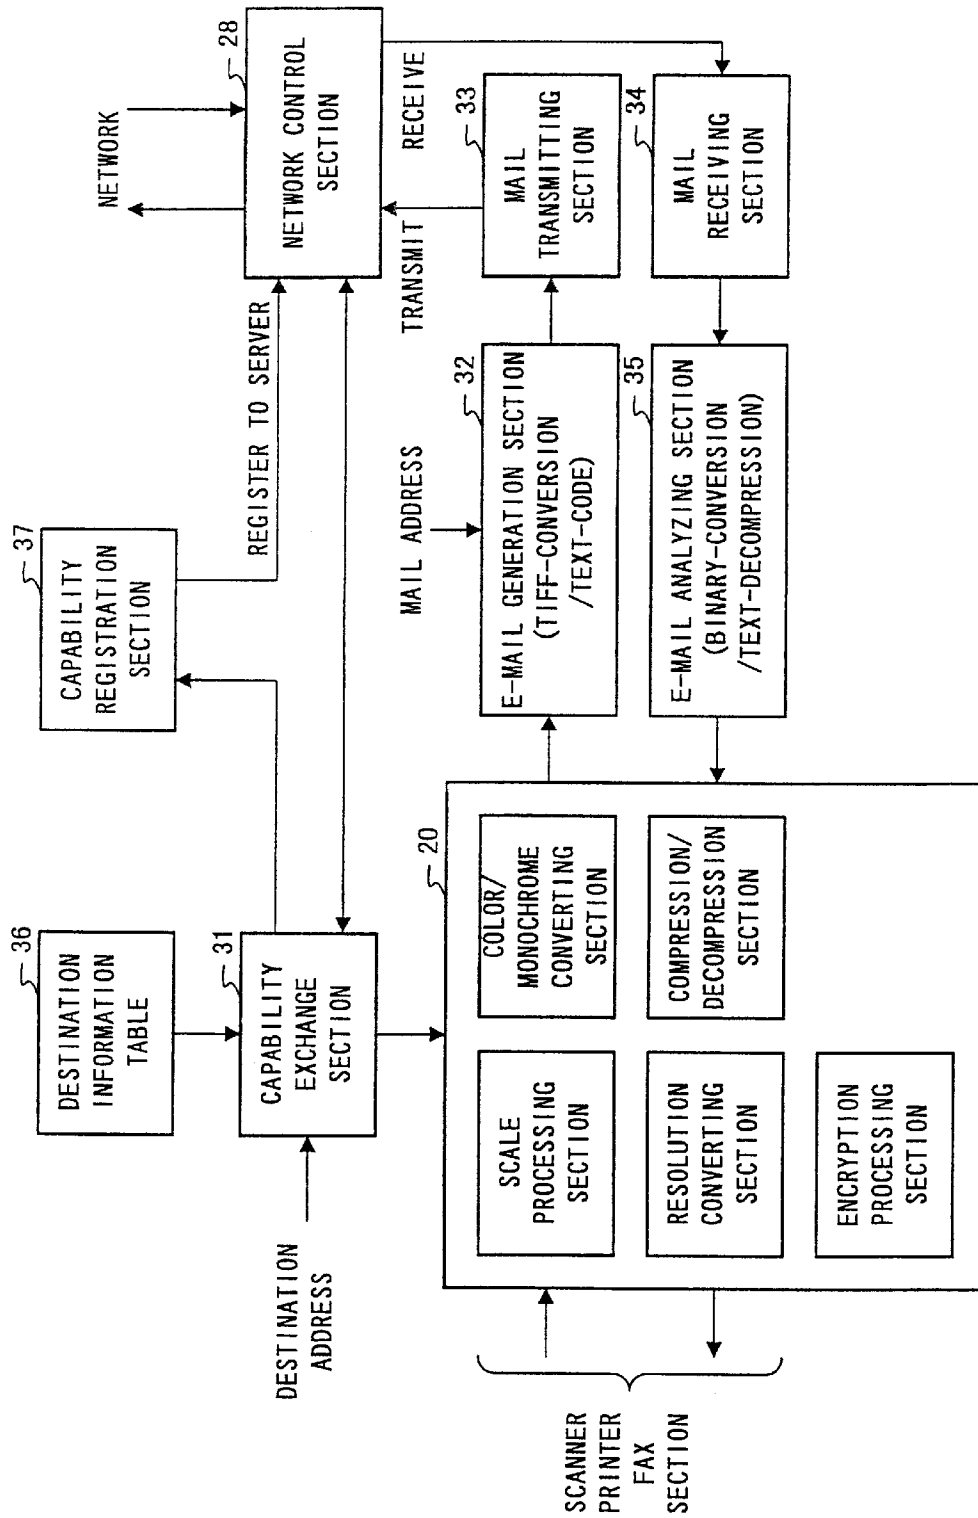 36
DESTINATION
INFORMATION
TABLE
37
CAPABILITY
REGISTRATION
SECTION
NETWORK
REGISTER TO SERVER
28
NETWORK CONTROL
SECTION
DESTINATION
ADDRESS
31
CAPABILITY
EXCHANGE
SECTION
MAIL ADDRESS
TRANSMIT
RECEIVE
20
SCALE
PROCESSING
SECTION
COLOR/
MONOCHROME
CONVERTING
SECTION
32
E-MAIL GENERATION SECTION
(TIFF-CONVERSION
/TEXT-CODE)
33
MAIL
TRANSMITTING
SECTION
SCANNER
PRINTER
FAX
SECTION
RESOLUTION
CONVERTING
SECTION
COMPRESSION/
DECOMPRESSION
SECTION
35
E-MAIL ANALYZING SECTION
(BINARY-CONVERSION
/TEXT-DECOMPRESSION)
34
MAIL
RECEIVING
SECTION
ENCRYPTION
PROCESSING
SECTION